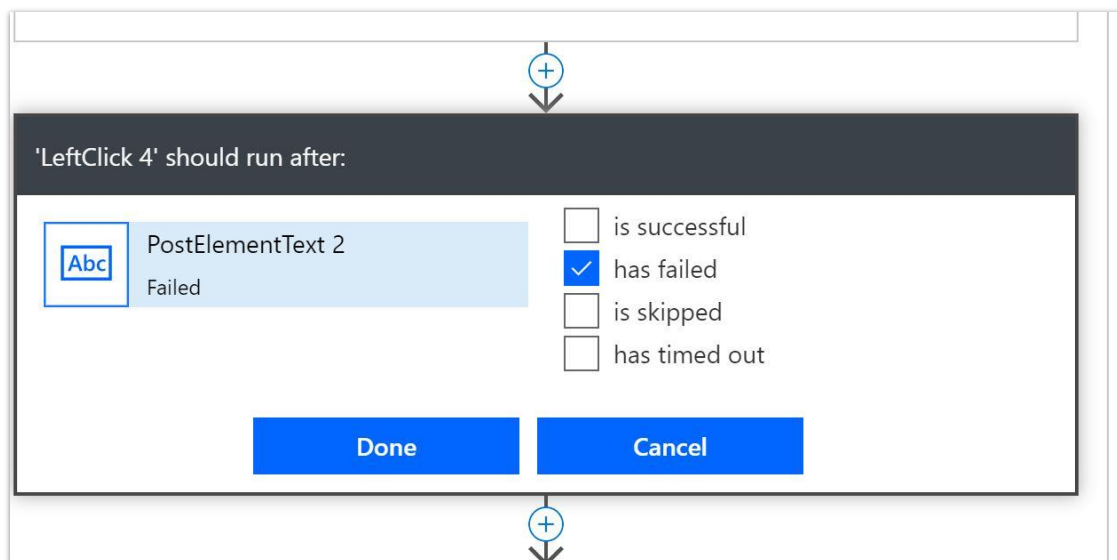 'LeftClick 4' should run after:
Abc
PostElementText 2
Failed
is successful
has failed
is skipped
has timed out
Done
Cancel